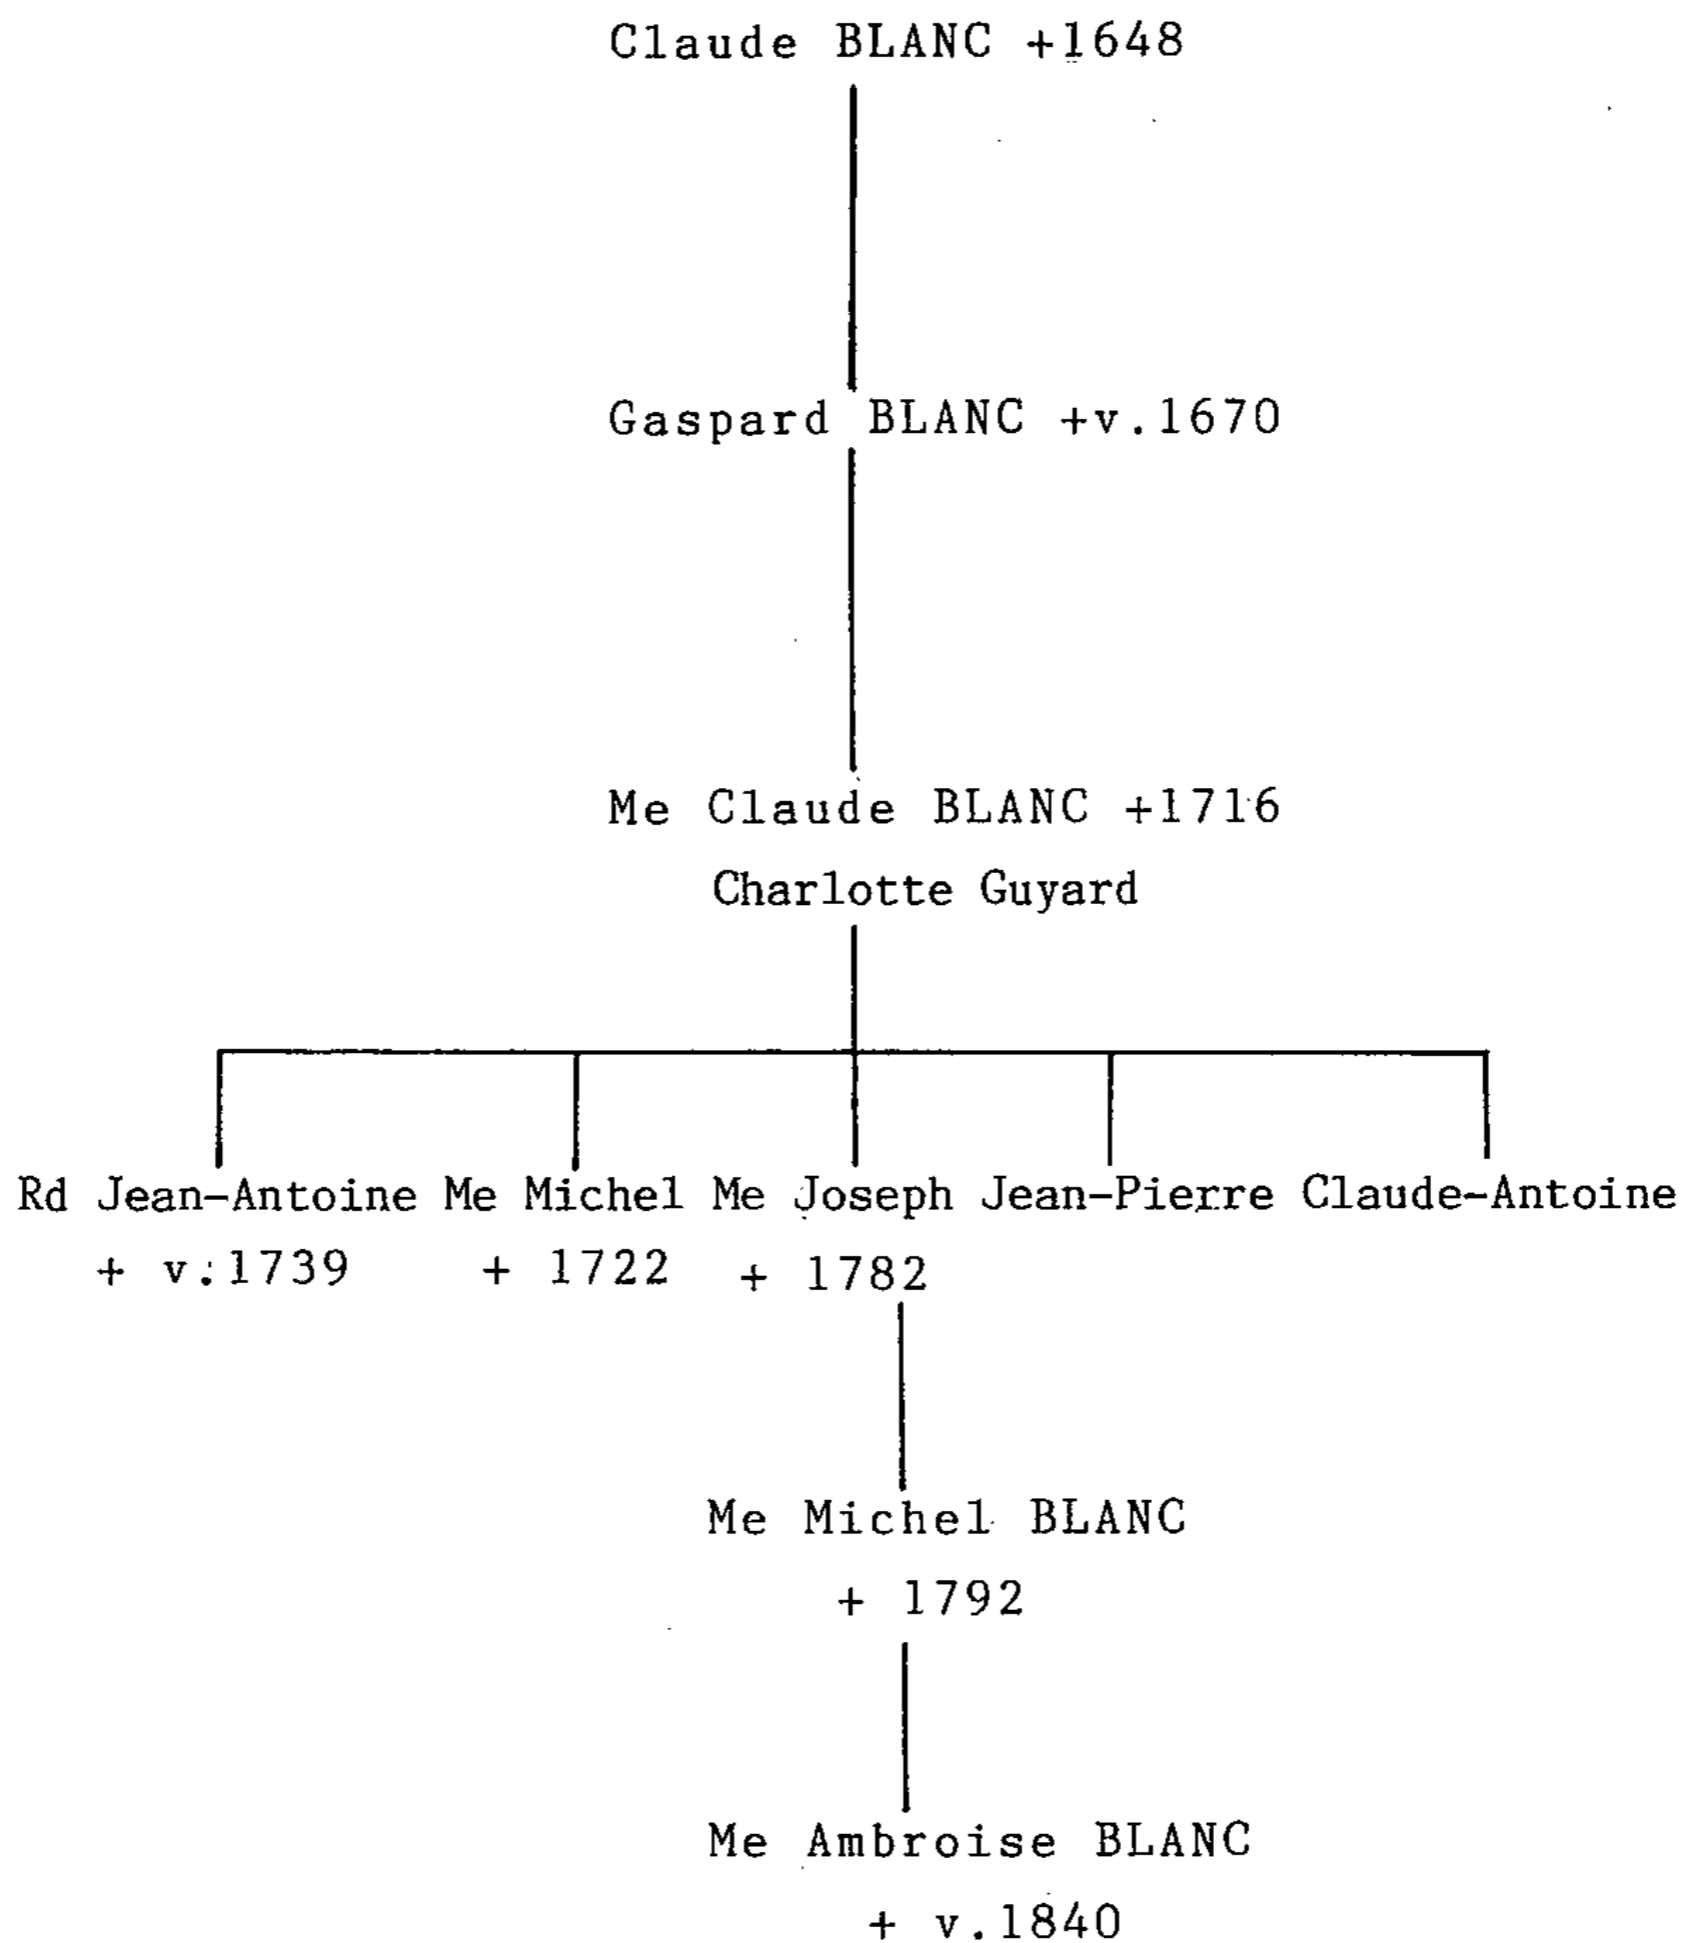 Claude BLANC +1648
Gaspard BLANC +v.1670
Me Claude BLANC +1716
Charlotte Guyard
Rd Jean-Antoine Me Michel Me Joseph Jean-Pierre Claude-Antoine
+ v.1739 + 1722 + 1782
Me Michel BLANC
+ 1792
Me Ambroise BLANC
+ v.1840